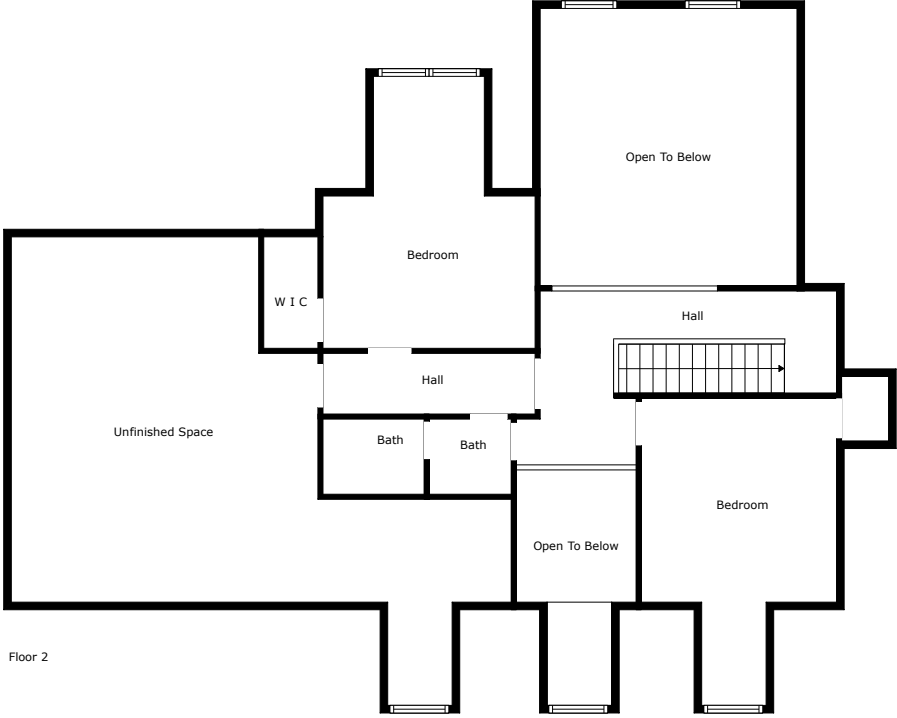 Open To Below
Bedroom
W I C
Hall
Hall
Unfinished Space
Bath
Bath
Bedroom
Open To Below
Floor 2